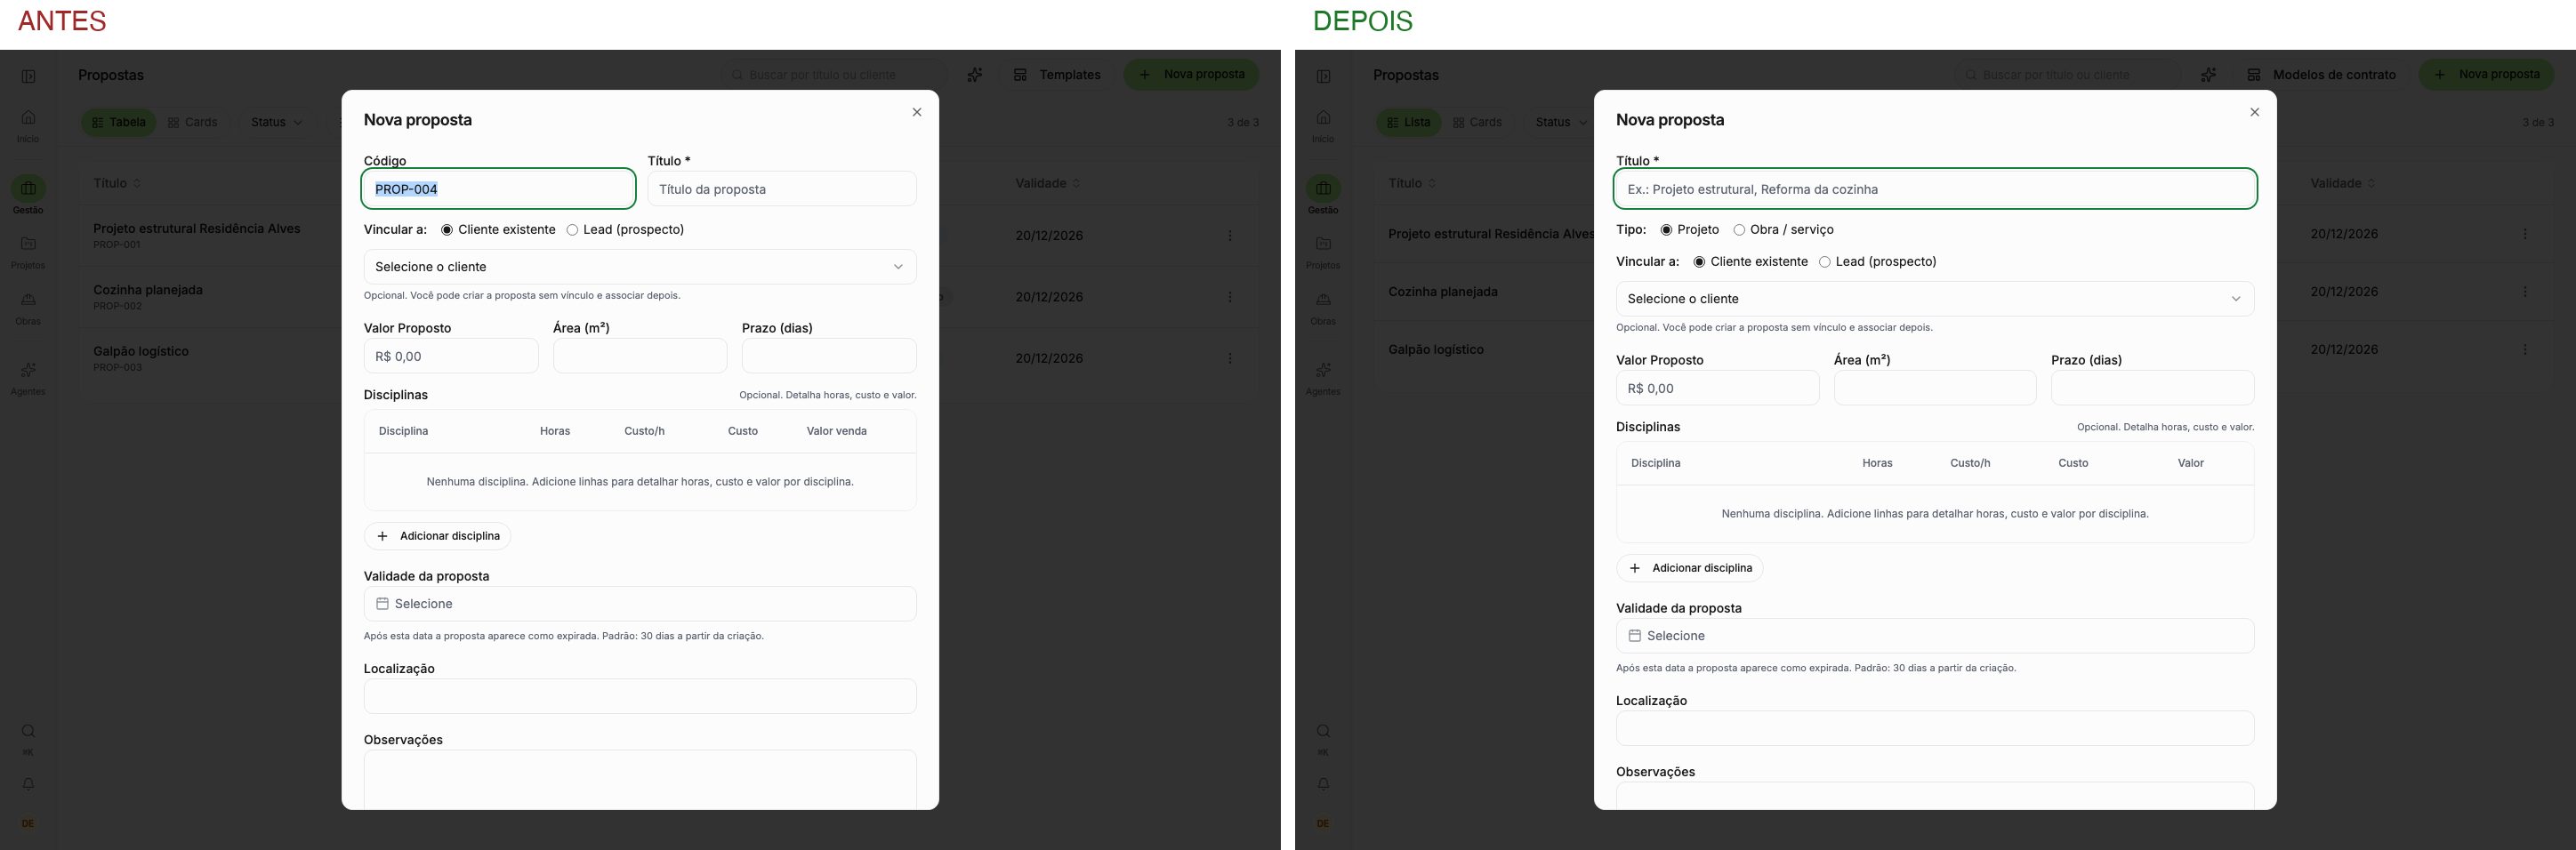 ANTES
Propostas
Buscar por título ou cliente
Templates
Nova proposta
Início
Gestão
Projetos
Obras
Agentes
⌘K
DE
Tabela
Cards
Status
3 de 3
Título
Validade
Projeto estrutural Residência Alves
PROP-001
20/12/2026
Cozinha planejada
PROP-002
20/12/2026
Galpão logístico
PROP-003
20/12/2026
Nova proposta
Código
Título *
PROP-004
Título da proposta
Vincular a: Cliente existente Lead (prospecto)
Selecione o cliente
Opcional. Você pode criar a proposta sem vínculo e associar depois.
Valor Proposto
Área (m²)
Prazo (dias)
R$ 0,00
Disciplinas
Opcional. Detalha horas, custo e valor.
Disciplina Horas Custo/h Custo Valor venda
Nenhuma disciplina. Adicione linhas para detalhar horas, custo e valor por disciplina.
Adicionar disciplina
Validade da proposta
Selecione
Após esta data a proposta aparece como expirada. Padrão: 30 dias a partir da criação.
Localização
Observações
DEPOIS
Propostas
Buscar por título ou cliente
Modelos de contrato
Nova proposta
Início
Gestão
Projetos
Obras
Agentes
⌘K
DE
Lista
Cards
Status
3 de 3
Título
Validade
Projeto estrutural Residência Alves
20/12/2026
Cozinha planejada
20/12/2026
Galpão logístico
20/12/2026
Nova proposta
Título *
Ex.: Projeto estrutural, Reforma da cozinha
Tipo: Projeto Obra / serviço
Vincular a: Cliente existente Lead (prospecto)
Selecione o cliente
Opcional. Você pode criar a proposta sem vínculo e associar depois.
Valor Proposto
Área (m²)
Prazo (dias)
R$ 0,00
Disciplinas
Opcional. Detalha horas, custo e valor.
Disciplina Horas Custo/h Custo Valor
Nenhuma disciplina. Adicione linhas para detalhar horas, custo e valor por disciplina.
Adicionar disciplina
Validade da proposta
Selecione
Após esta data a proposta aparece como expirada. Padrão: 30 dias a partir da criação.
Localização
Observações